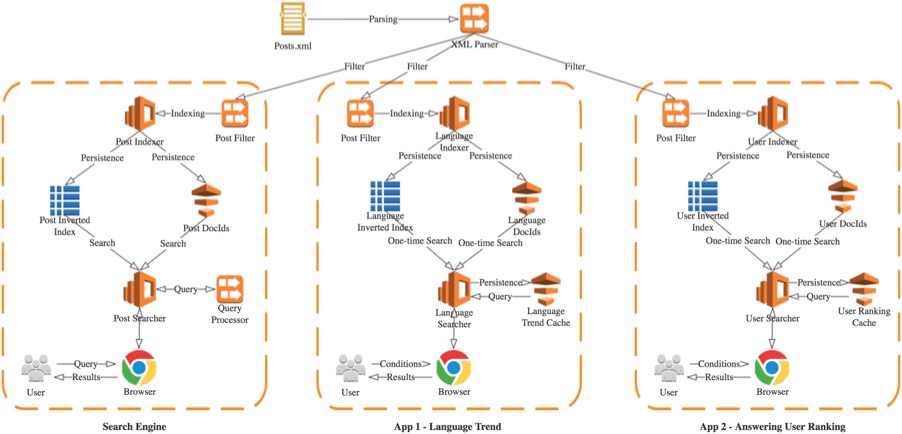 Posts.xml
Parsing
XML Parser
Filter
Filter
Filter
Post Indexer
Indexing
Post Filter
Persistence
Persistence
Post Inverted
Index
Post DocIds
Search
Search
Post Searcher
Query
Query
Processor
User
Query
Results
Browser
Search Engine
Post Filter
Indexing
Language
Indexer
Persistence
Persistence
Language
Inverted Index
Language
DocIds
One-time Search
One-time Search
Language
Searcher
Persistence
Query
Language
Trend Cache
User
Conditions
Results
Browser
App 1 - Language Trend
Post Filter
Indexing
User Indexer
Persistence
Persistence
User Inverted
Index
User DocIds
One-time Search
One-time Search
User Searcher
Persistence
Query
User Ranking
Cache
User
Conditions
Results
Browser
App 2 - Answering User Ranking